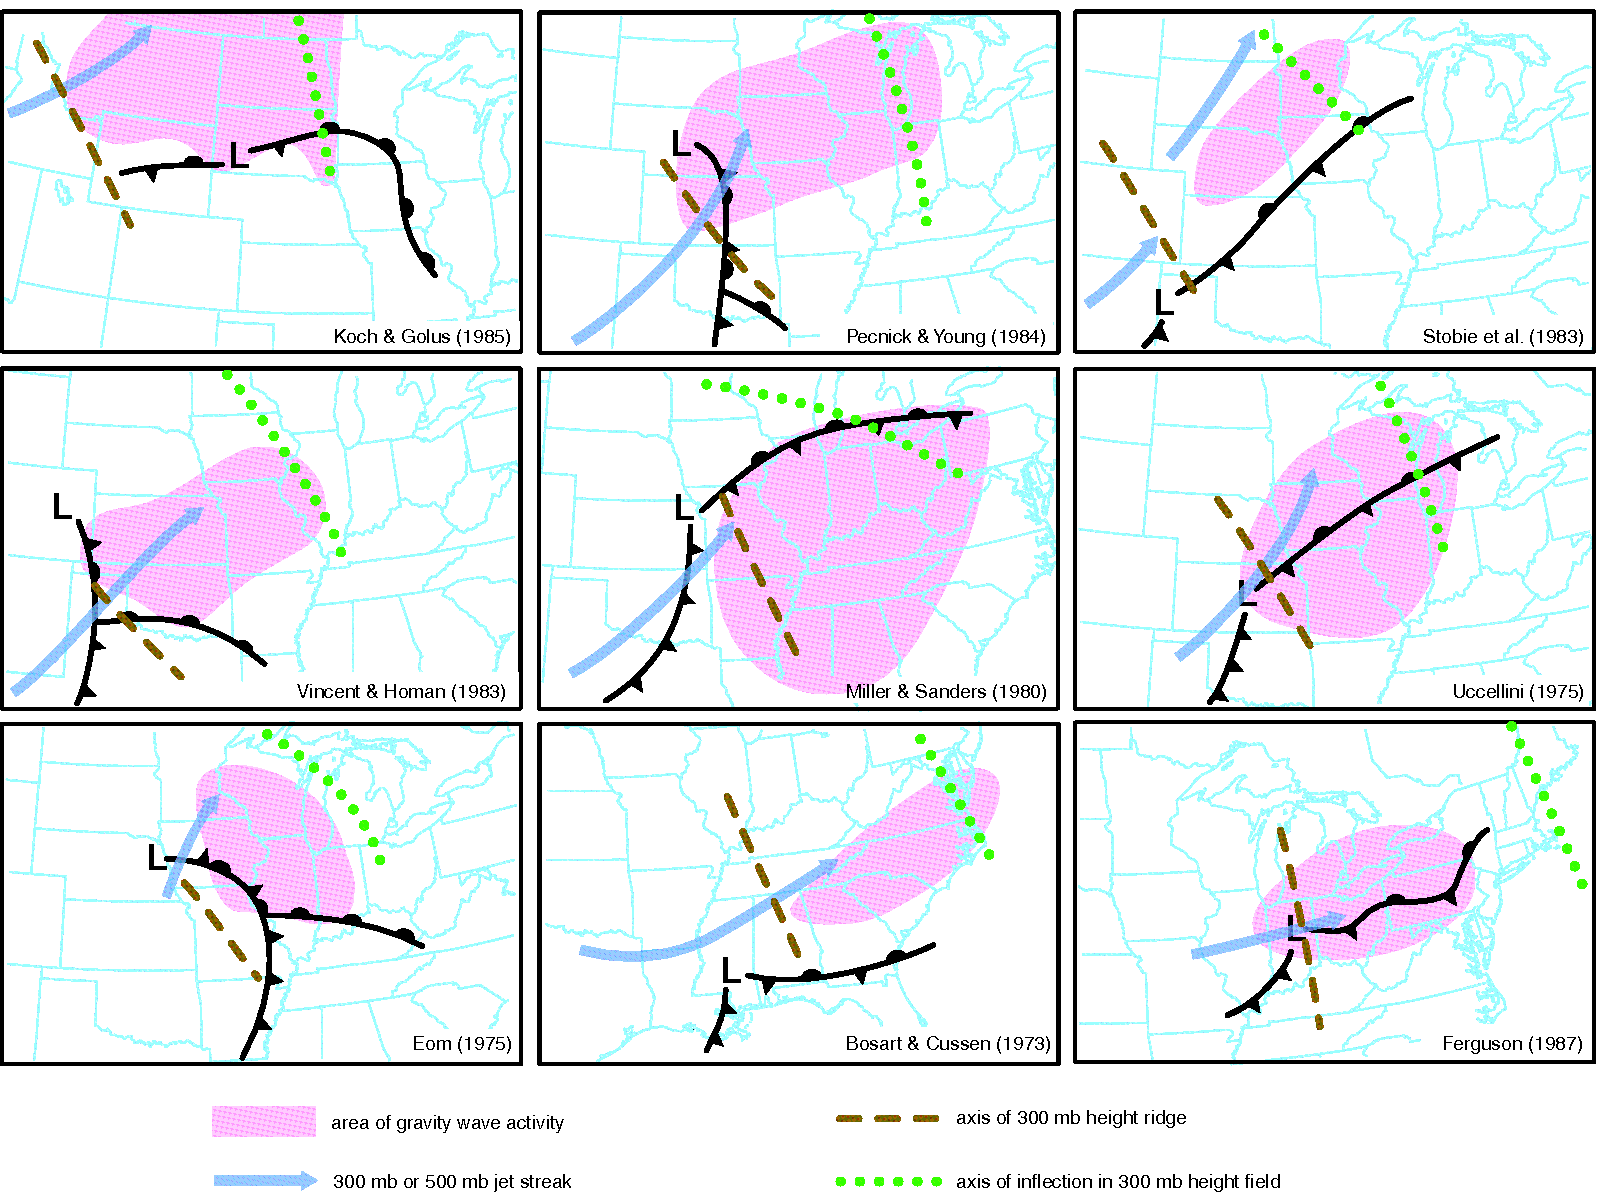 L
Koch & Golus (1985)
L
Pecnick & Young (1984)
L
Stobie et al. (1983)
L
Vincent & Homan (1983)
L
Miller & Sanders (1980)
L
Uccellini (1975)
L
Eom (1975)
L
Bosart & Cussen (1973)
L
Ferguson (1987)
area of gravity wave activity
axis of 300 mb height ridge
300 mb or 500 mb jet streak
axis of inflection in 300 mb height field